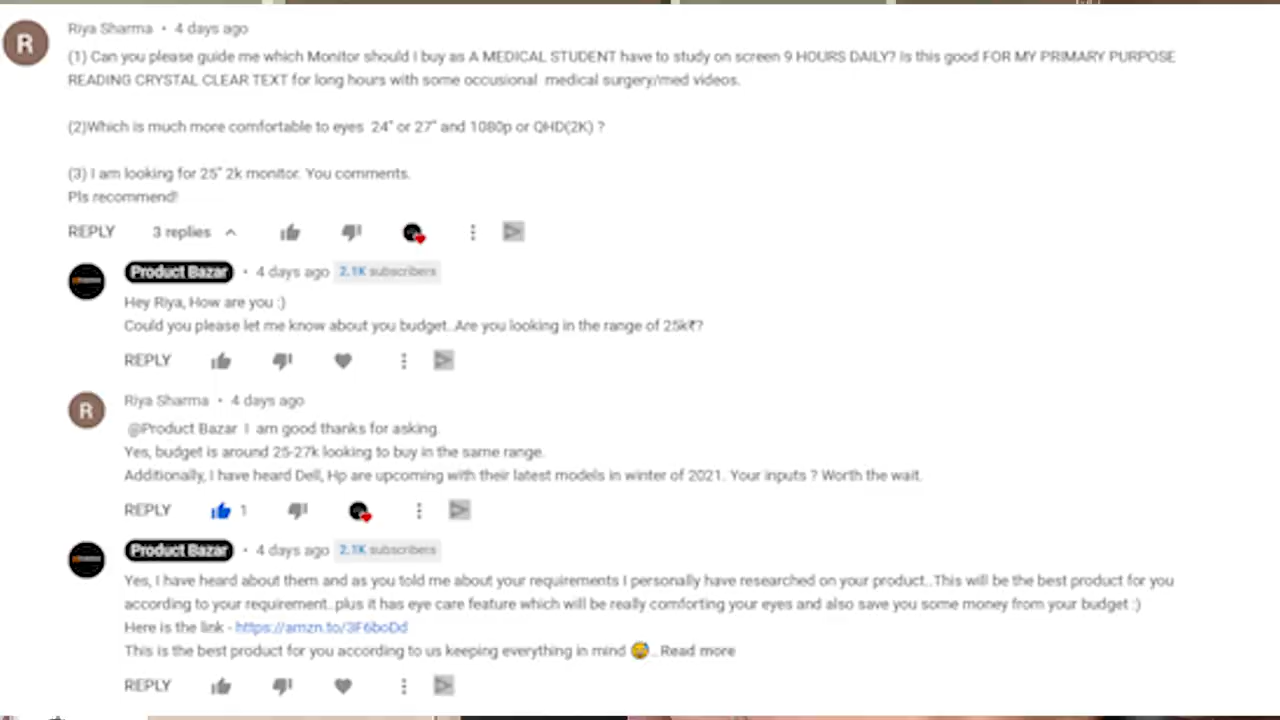 R
Riya Sharma • 4 days ago
(1) Can you please guide me which Monitor should I buy as A MEDICAL STUDENT have to study on screen 9 HOURS DAILY? Is this good FOR MY PRIMARY PURPOSE
READING CRYSTAL CLEAR TEXT for long hours with some occusional medical surgery/med videos.
(2)Which is much more comfortable to eyes 24" or 27" and 1080p or QHD(2K) ?
(3) I am looking for 25" 2k monitor. You comments.
Pls recommend!
REPLY 3 replies
Product Bazar • 4 days ago 2.1K subscribers
Hey Riya, How are you :)
Could you please let me know about you budget..Are you looking in the range of 25k₹?
REPLY
R
Riya Sharma • 4 days ago
@Product Bazar I am good thanks for asking.
Yes, budget is around 25-27k looking to buy in the same range.
Additionally, I have heard Dell, Hp are upcoming with their latest models in winter of 2021. Your inputs ? Worth the wait.
REPLY 1
Product Bazar • 4 days ago 2.1K subscribers
Yes, I have heard about them and as you told me about your requirements I personally have researched on your product..This will be the best product for you
according to your requirement..plus it has eye care feature which will be really comforting your eyes and also save you some money from your budget :)
Here is the link - https://amzn.to/3F6boDd
This is the best product for you according to us keeping everything in mind 😅...Read more
REPLY